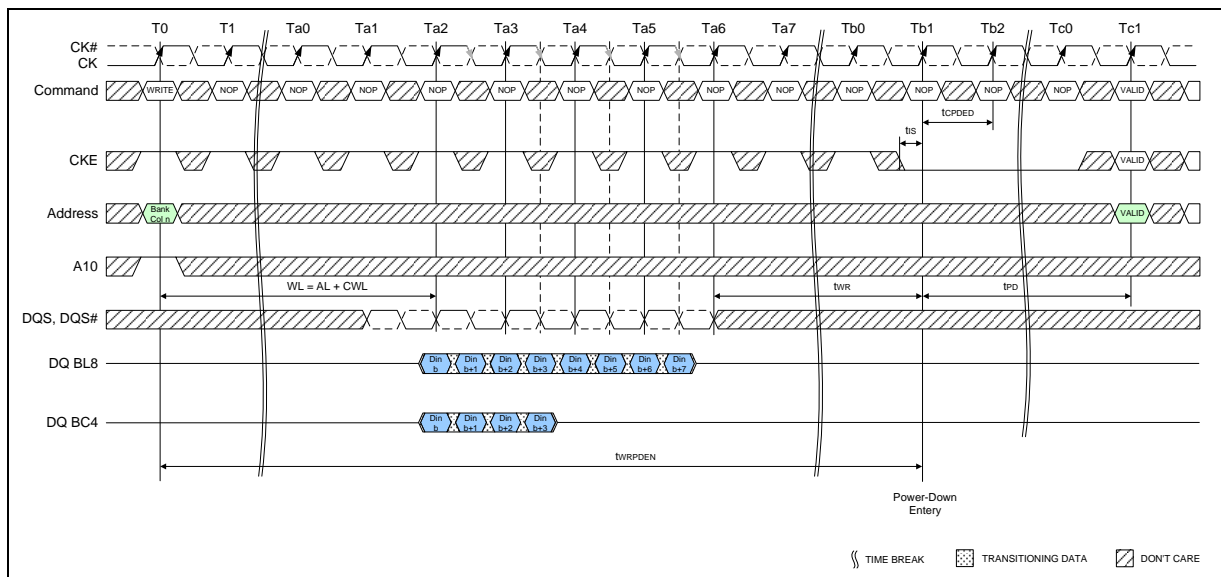 T0 T1 Ta0 Ta1 Ta2 Ta3 Ta4 Ta5 Ta6 Ta7 Tb0 Tb1 Tb2 Tc0 Tc1
CK#
CK
Command WRITE NOP NOP NOP NOP NOP NOP NOP NOP NOP NOP NOP NOP NOP VALID
tCPDED
tIS
CKE VALID
Address Bank Col n VALID
A10
WL = AL + CWL tWR tPD
DQS, DQS#
DQ BL8 Din b Din b+1 Din b+2 Din b+3 Din b+4 Din b+5 Din b+6 Din b+7
DQ BC4 Din b Din b+1 Din b+2 Din b+3
tWRPDEN
Power-Down
Entery
TIME BREAK TRANSITIONING DATA DON'T CARE